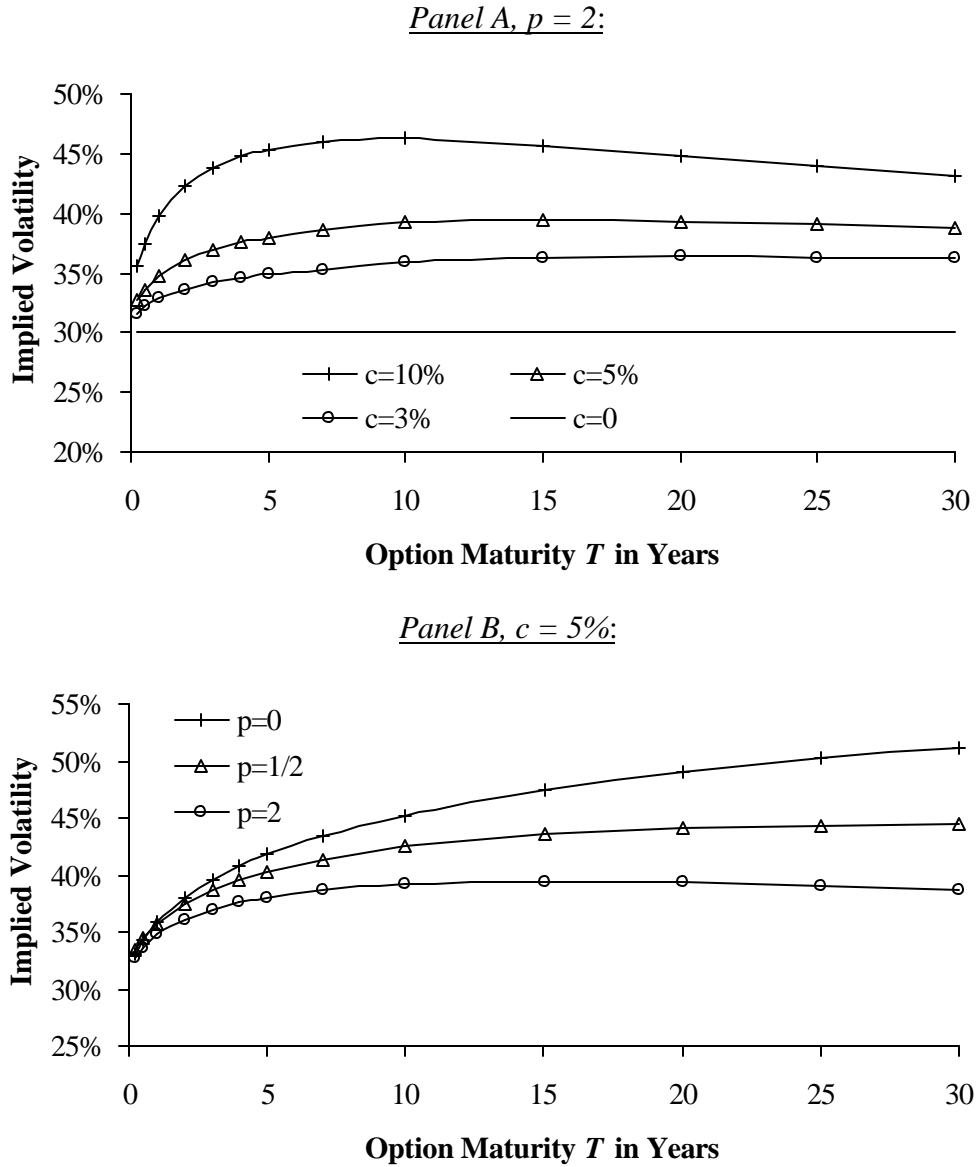 Panel A, p = 2:
50%
45%
40%
35%
30%
25%
20%
Implied Volatility
c=10%
c=5%
c=3%
c=0
0 5 10 15 20 25 30
Option Maturity T in Years
Panel B, c = 5%:
55%
50%
45%
40%
35%
30%
25%
Implied Volatility
p=0
p=1/2
p=2
0 5 10 15 20 25 30
Option Maturity T in Years